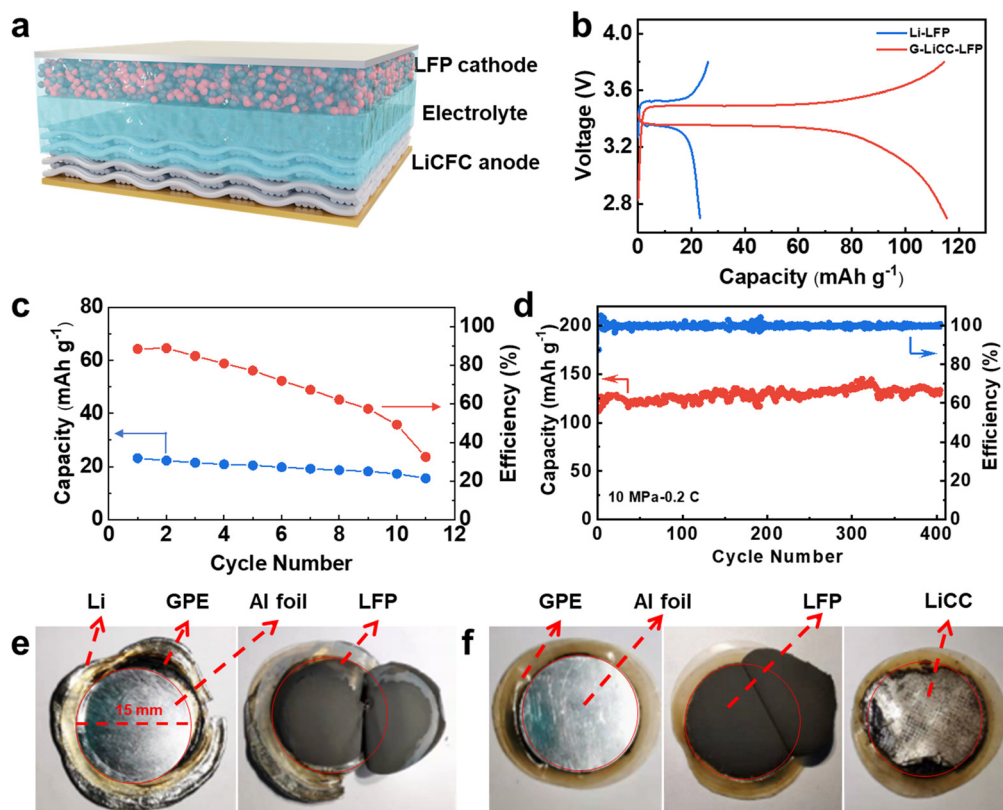 a
LFP cathode
Electrolyte
LiCFC anode
b
Li-LFP
G-LiCC-LFP
4.0
3.6
3.2
2.8
Voltage (V)
0 20 40 60 80 100 120
Capacity (mAh g⁻¹)
c
80
60
40
20
0
Capacity (mAh g⁻¹)
100
80
60
40
20
0
Efficiency (%)
0 2 4 6 8 10 12
Cycle Number
d
200
175
150
125
100
75
50
25
0
Capacity (mAh g⁻¹)
100
80
60
40
20
0
Efficiency (%)
10 MPa-0.2 C
0 100 200 300 400
Cycle Number
e
Li GPE Al foil LFP
15 mm
f
GPE Al foil LFP LiCC